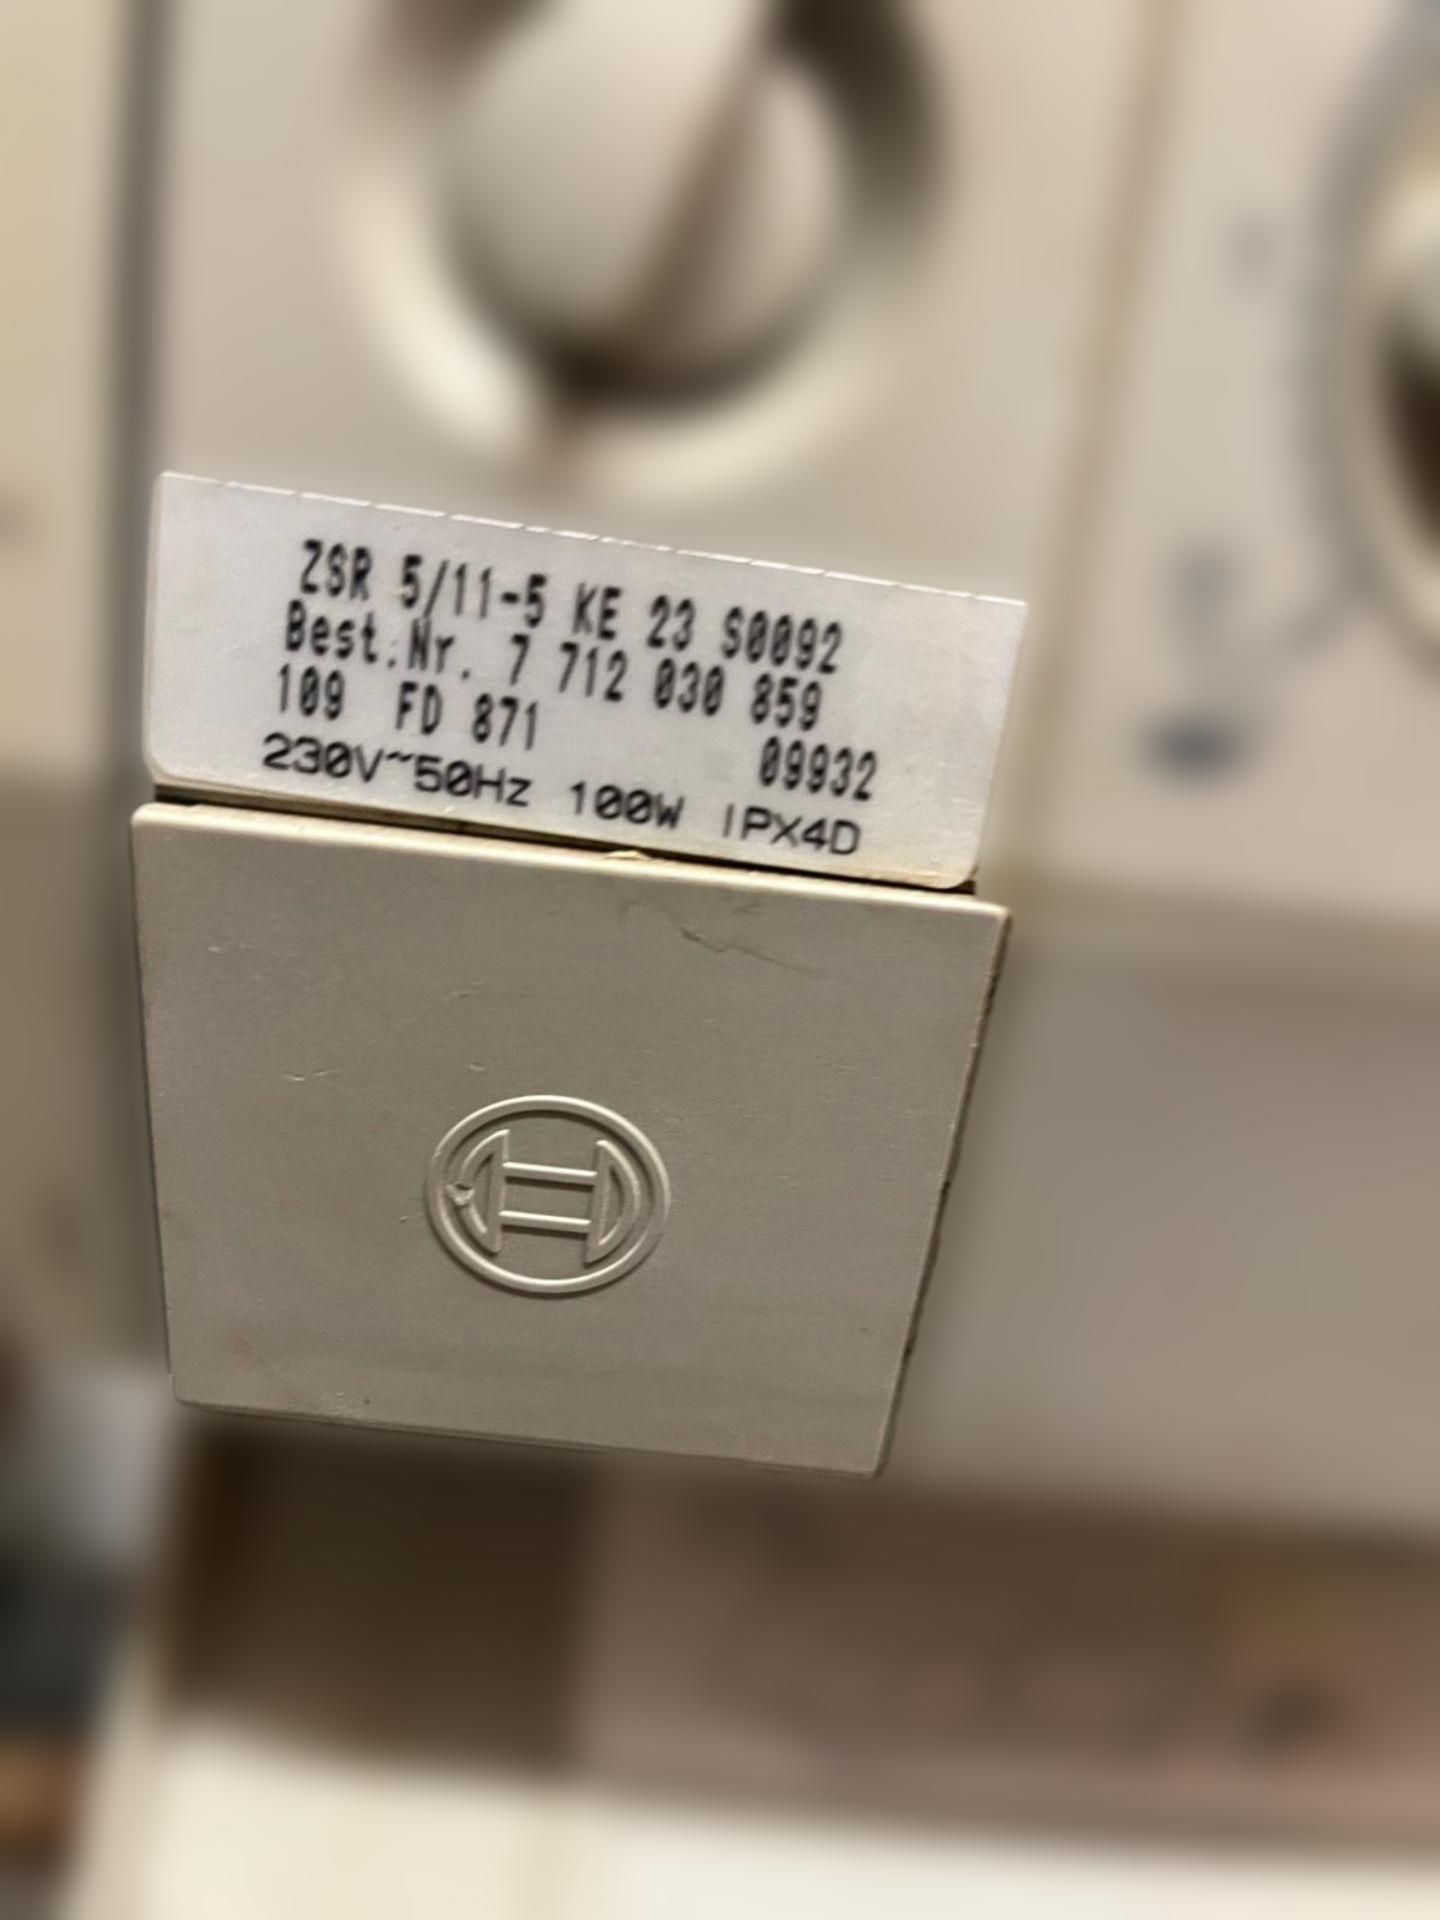 ZSR 5/11-5 KE 23 S0092
Best.Nr. 7 712 030 859
109 FD 871 09932
230V~50Hz 100W IPX4D